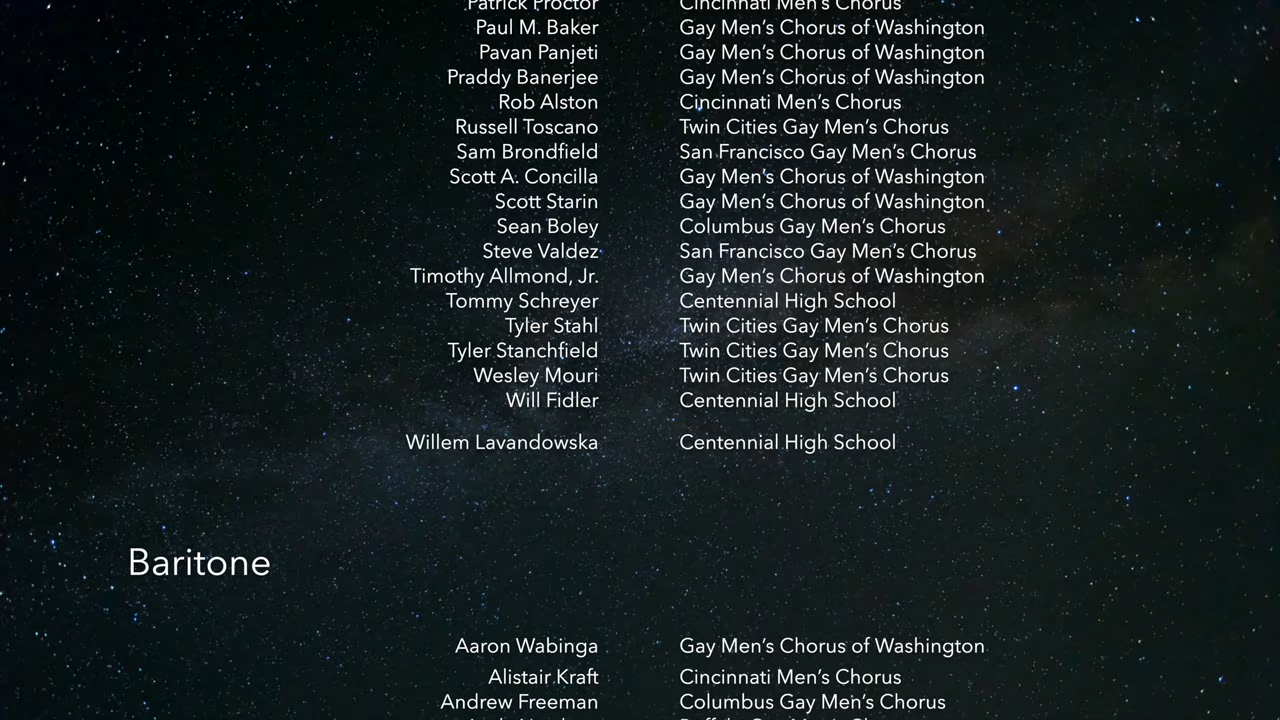 Patrick Proctor Cincinnati Men's Chorus
Paul M. Baker Gay Men's Chorus of Washington
Pavan Panjeti Gay Men's Chorus of Washington
Praddy Banerjee Gay Men's Chorus of Washington
Rob Alston Cincinnati Men's Chorus
Russell Toscano Twin Cities Gay Men's Chorus
Sam Brondfield San Francisco Gay Men's Chorus
Scott A. Concilla Gay Men's Chorus of Washington
Scott Starin Gay Men's Chorus of Washington
Sean Boley Columbus Gay Men's Chorus
Steve Valdez San Francisco Gay Men's Chorus
Timothy Allmond, Jr. Gay Men's Chorus of Washington
Tommy Schreyer Centennial High School
Tyler Stahl Twin Cities Gay Men's Chorus
Tyler Stanchfield Twin Cities Gay Men's Chorus
Wesley Mouri Twin Cities Gay Men's Chorus
Will Fidler Centennial High School
Willem Lavandowska Centennial High School
Baritone
Aaron Wabinga Gay Men's Chorus of Washington
Alistair Kraft Cincinnati Men's Chorus
Andrew Freeman Columbus Gay Men's Chorus